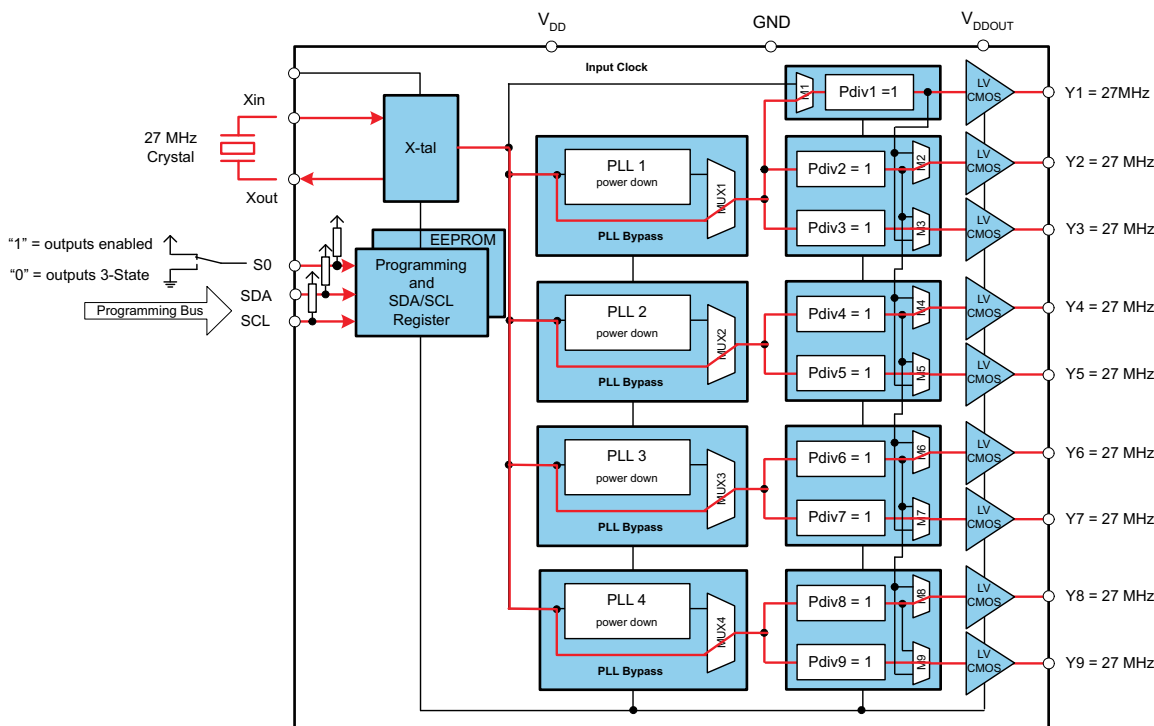 V_DD
GND
V_DDOUT
Input Clock
Xin
27 MHz
Crystal
Xout
X-tal
"1" = outputs enabled
"0" = outputs 3-State
S0
SDA
SCL
Programming Bus
EEPROM
Programming
and
SDA/SCL
Register
PLL 1
power down
MUX1
PLL Bypass
PLL 2
power down
MUX2
PLL Bypass
PLL 3
power down
MUX3
PLL Bypass
PLL 4
power down
MUX4
PLL Bypass
M1
Pdiv1 =1
LV
CMOS
Y1 = 27MHz
Pdiv2 = 1
M2
LV
CMOS
Y2 = 27 MHz
Pdiv3 = 1
M3
LV
CMOS
Y3 = 27 MHz
Pdiv4 = 1
M4
LV
CMOS
Y4 = 27 MHz
Pdiv5 = 1
M5
LV
CMOS
Y5 = 27 MHz
Pdiv6 = 1
M6
LV
CMOS
Y6 = 27 MHz
Pdiv7 = 1
M7
LV
CMOS
Y7 = 27 MHz
Pdiv8 = 1
M8
LV
CMOS
Y8 = 27 MHz
Pdiv9 = 1
M9
LV
CMOS
Y9 = 27 MHz